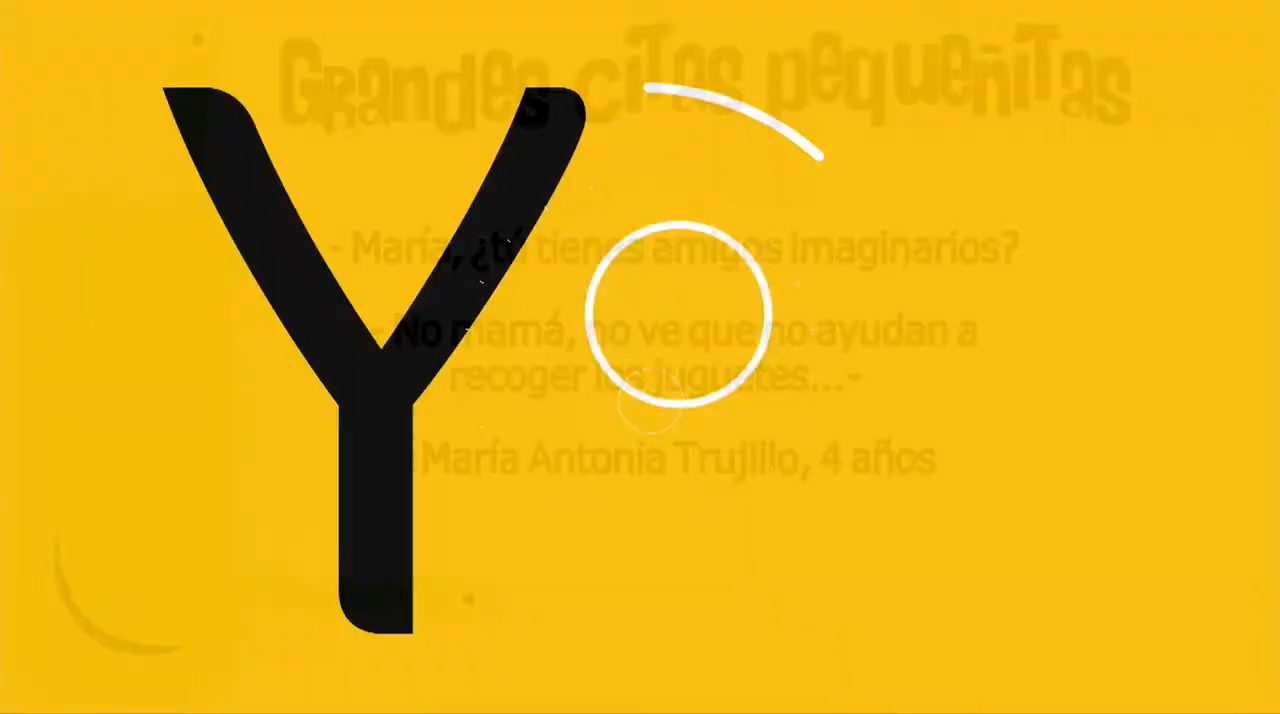 Grandes citas pequeñitas
Y
- María, ¿tú tienes amigos imaginarios?
- No mamá, no ve que no ayudan a
recoger los juguetes...-
María Antonia Trujillo, 4 años